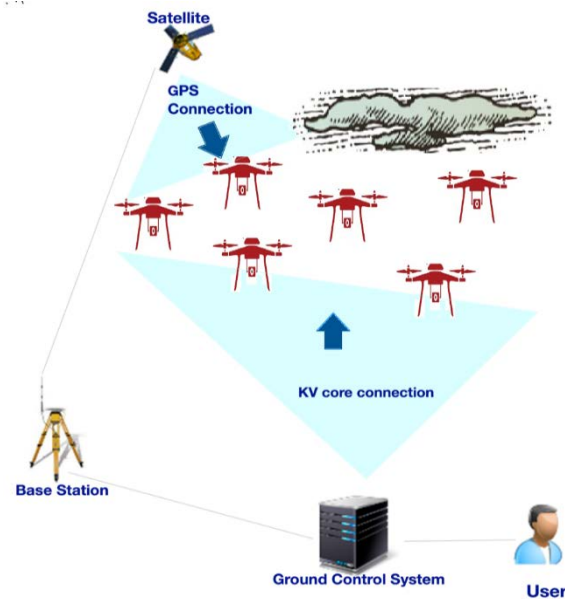 Satellite
GPS
Connection
KV core connection
Base Station
Ground Control System
User